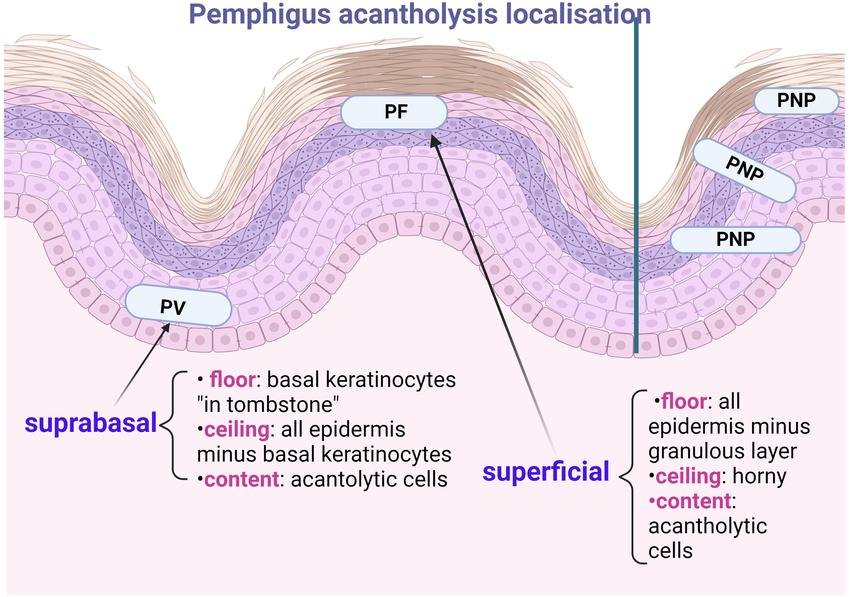 Pemphigus acantholysis localisation
PF
PNP
PNP
PNP
PV
suprabasal
• floor: basal keratinocytes
"in tombstone"
•ceiling: all epidermis
minus basal keratinocytes
•content: acantolytic cells
superficial
•floor: all
epidermis minus
granulous layer
•ceiling: horny
•content:
acantholytic
cells